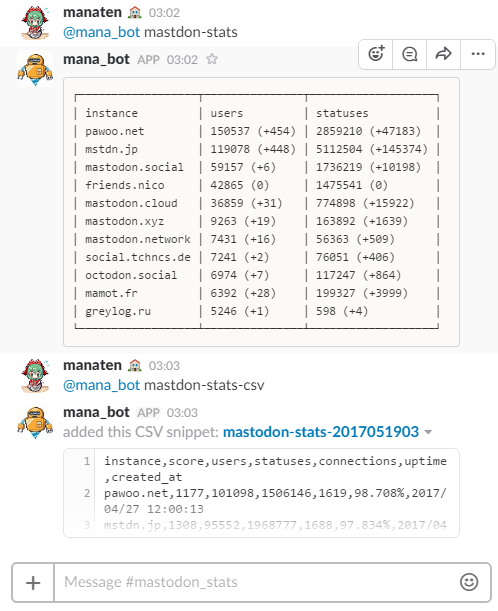 manaten 03:02
@mana_bot mastdon-stats
mana_bot APP 03:02
instance | users | statuses
pawoo.net | 150537 (+454) | 2859210 (+47183)
mstdn.jp | 119078 (+448) | 5112504 (+145374)
mastodon.social | 59157 (+6) | 1736219 (+10198)
friends.nico | 42865 (0) | 1475541 (0)
mastodon.cloud | 36859 (+31) | 774898 (+15922)
mastodon.xyz | 9263 (+19) | 163892 (+1639)
mastodon.network | 7431 (+16) | 56363 (+509)
social.tchncs.de | 7241 (+2) | 76051 (+406)
octodon.social | 6974 (+7) | 117247 (+864)
mamot.fr | 6392 (+28) | 199327 (+3999)
greylog.ru | 5246 (+1) | 598 (+4)
manaten 03:03
@mana_bot mastdon-stats-csv
mana_bot APP 03:03
added this CSV snippet: mastodon-stats-2017051903
1 instance,score,users,statuses,connections,uptime
,created_at
2 pawoo.net,1177,101098,1506146,1619,98.708%,2017/
04/27 12:00:13
3 mstdn.jp,1308,95552,1968777,1688,97.834%,2017/04
Message #mastodon_stats